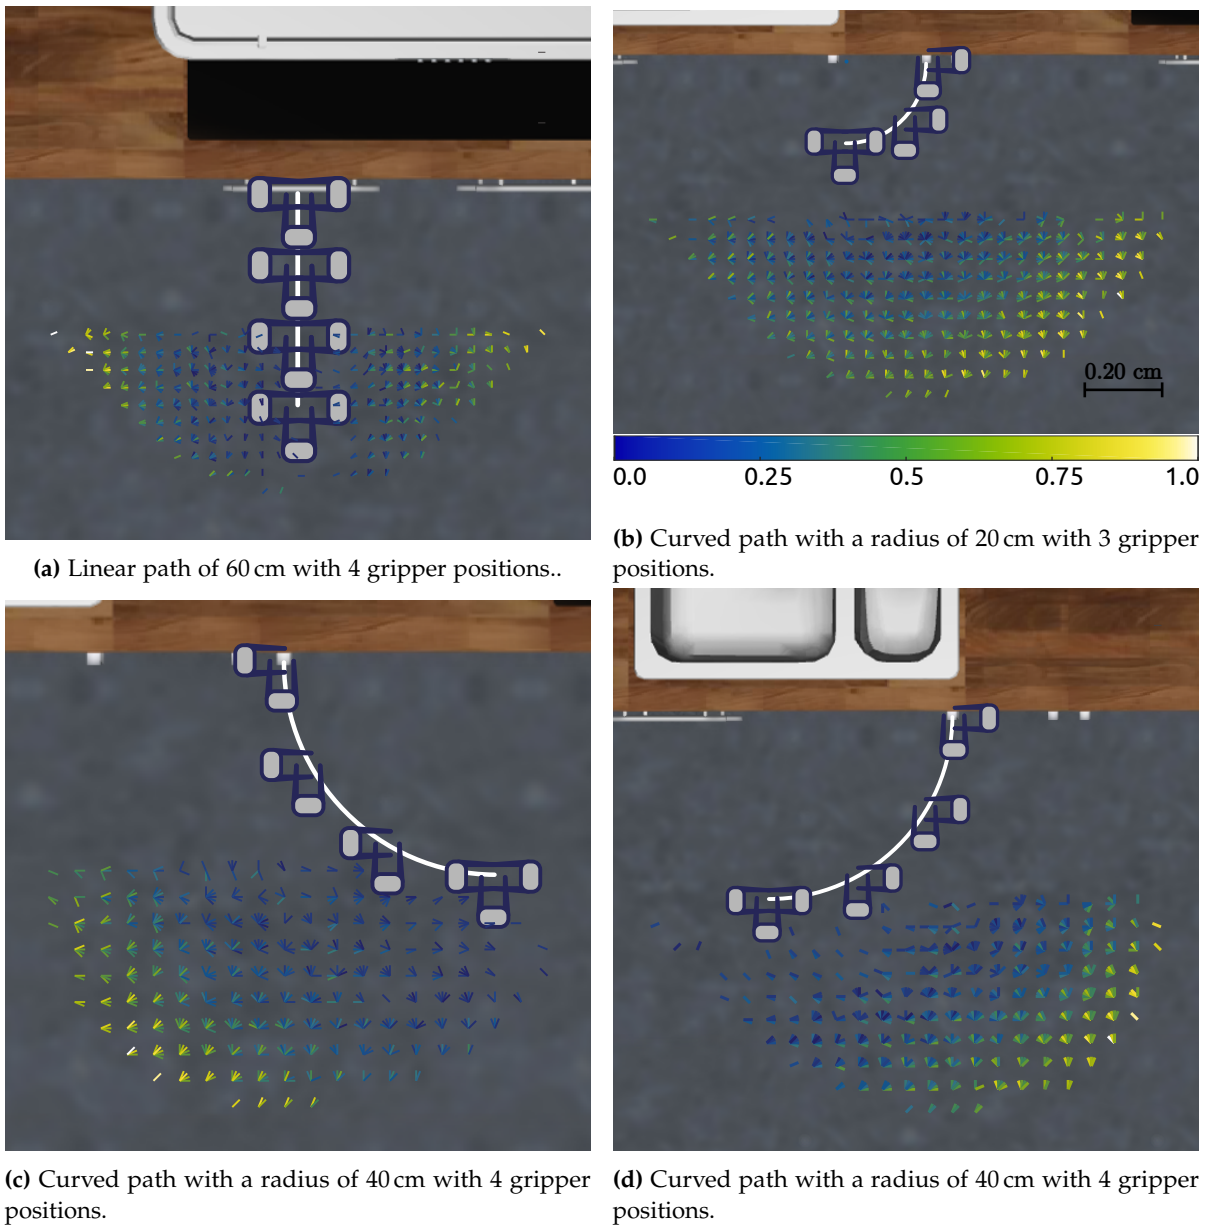 (a) Linear path of 60 cm with 4 gripper positions..
0.20 cm
0.0 0.25 0.5 0.75 1.0
(b) Curved path with a radius of 20 cm with 3 gripper
positions.
(c) Curved path with a radius of 40 cm with 4 gripper
positions.
(d) Curved path with a radius of 40 cm with 4 gripper
positions.